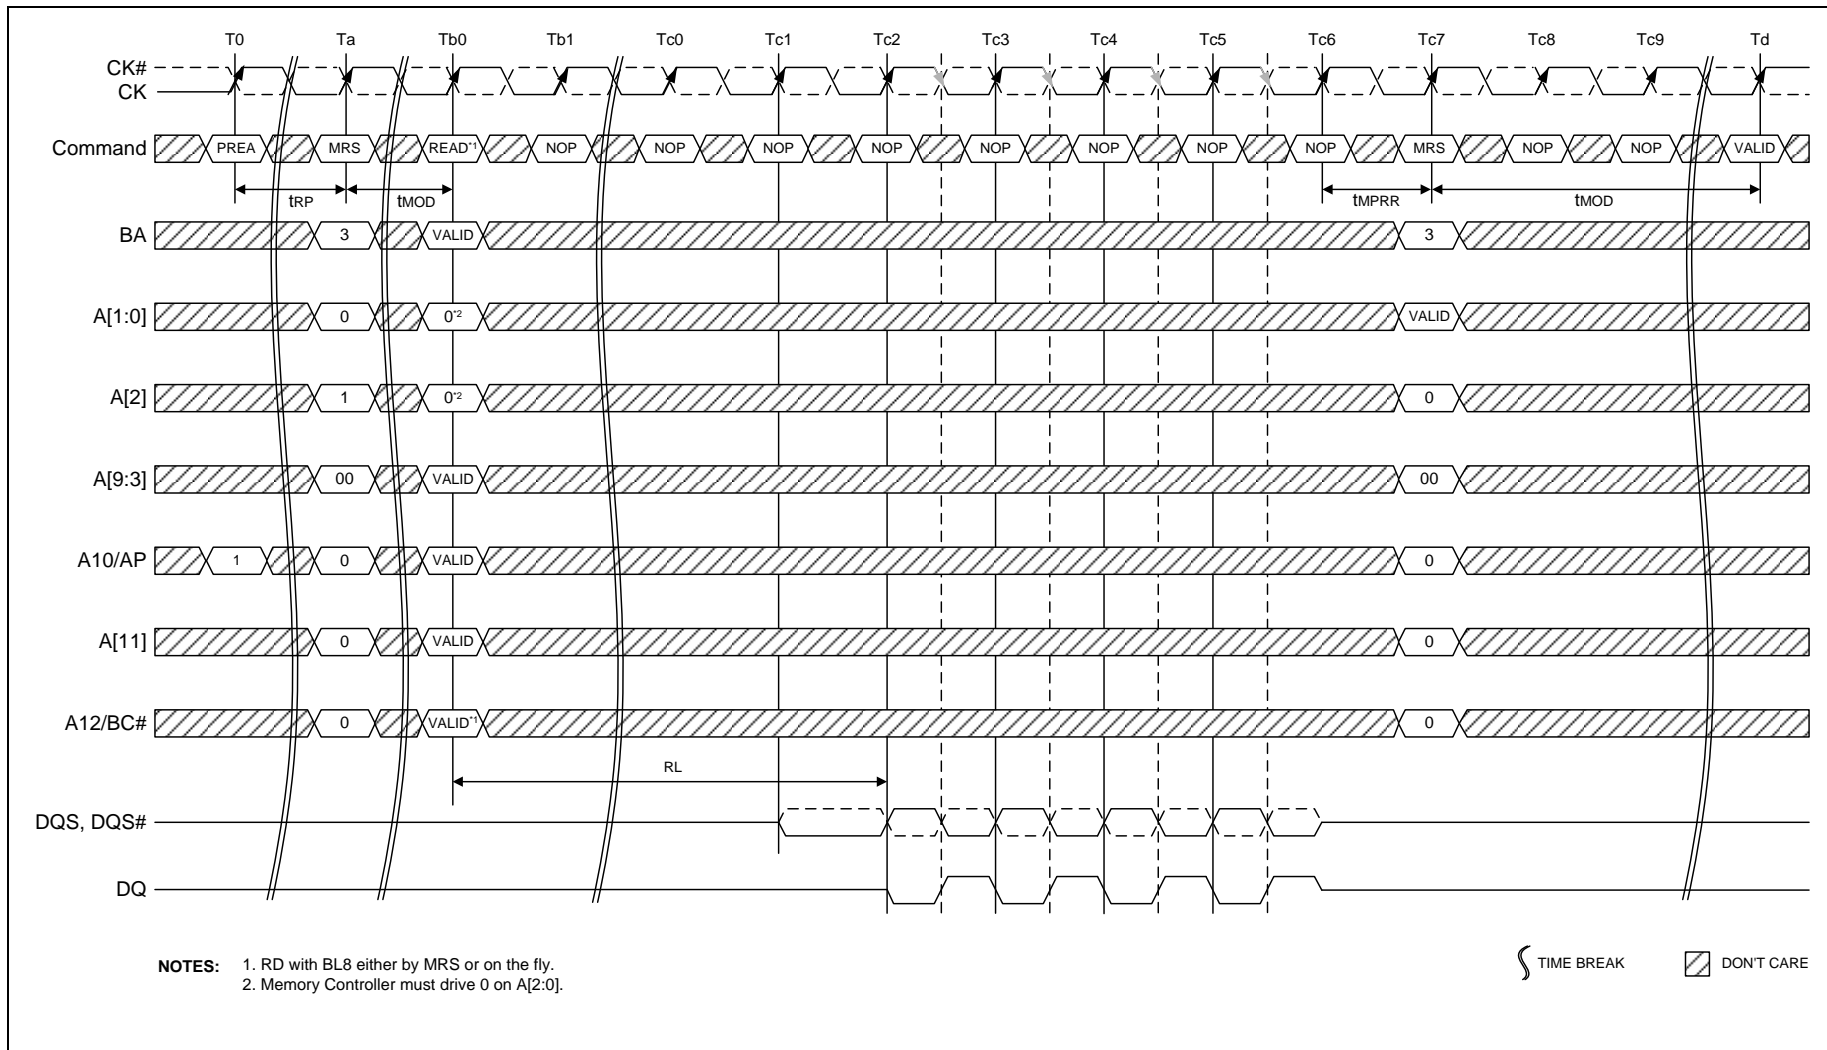 T0 Ta Tb0 Tb1 Tc0 Tc1 Tc2 Tc3 Tc4 Tc5 Tc6 Tc7 Tc8 Tc9 Td
CK#
CK
Command PREA MRS READ*1 NOP NOP NOP NOP NOP NOP NOP NOP MRS NOP NOP VALID
tRP tMOD tMPRR tMOD
BA 3 VALID 3
A[1:0] 0 0*2 VALID
A[2] 1 0*2 0
A[9:3] 00 VALID 00
A10/AP 1 0 VALID 0
A[11] 0 VALID 0
A12/BC# 0 VALID*1 0
RL
DQS, DQS#
DQ
NOTES: 1. RD with BL8 either by MRS or on the fly.
2. Memory Controller must drive 0 on A[2:0].
TIME BREAK DON'T CARE